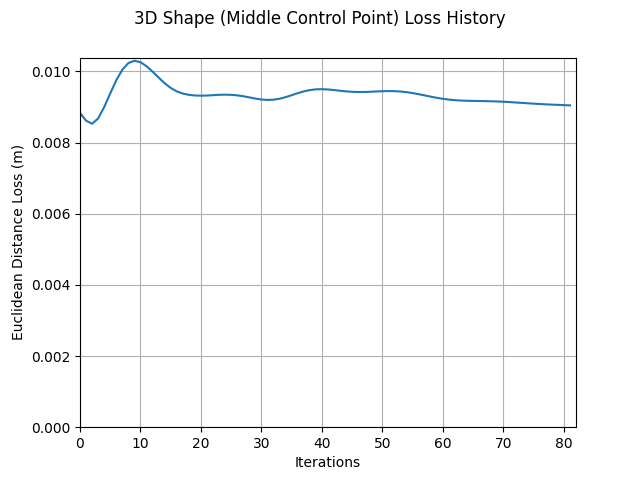 3D Shape (Middle Control Point) Loss History
0.010
0.008
0.006
0.004
0.002
0.000
Euclidean Distance Loss (m)
0 10 20 30 40 50 60 70 80
Iterations